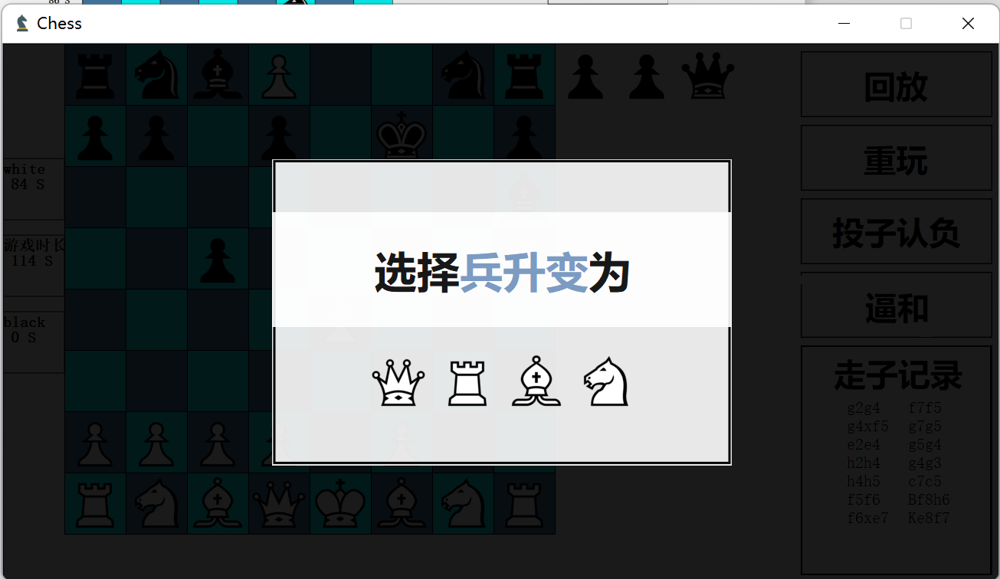 86 S
Chess
white
84 S
游戏时长
114 S
black
0 S
选择兵升变为
回放
重玩
投子认负
逼和
走子记录
g2g4 f7f5
g4xf5 g7g5
e2e4 g5g4
h2h4 g4g3
h4h5 c7c5
f5f6 Bf8h6
f6xe7 Ke8f7